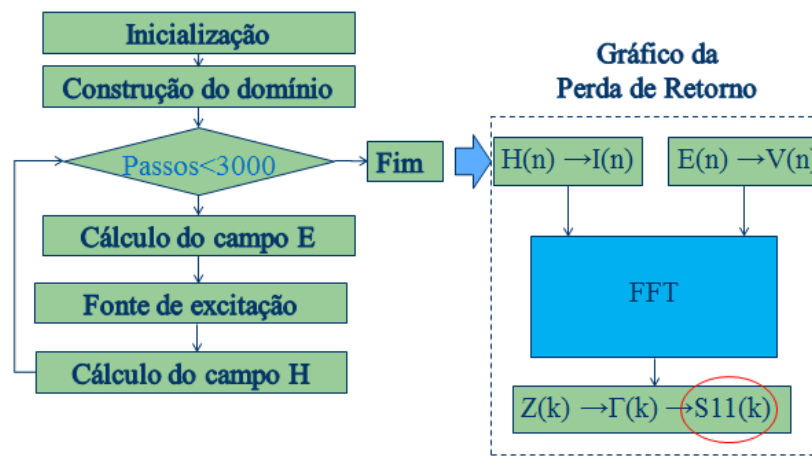 Inicialização
Construção do domínio
Passos<3000
Fim
Cálculo do campo E
Fonte de excitação
Cálculo do campo H
Gráfico da
Perda de Retorno
H(n) →I(n)
E(n) →V(n)
FFT
Z(k) →Γ(k) →S11(k)